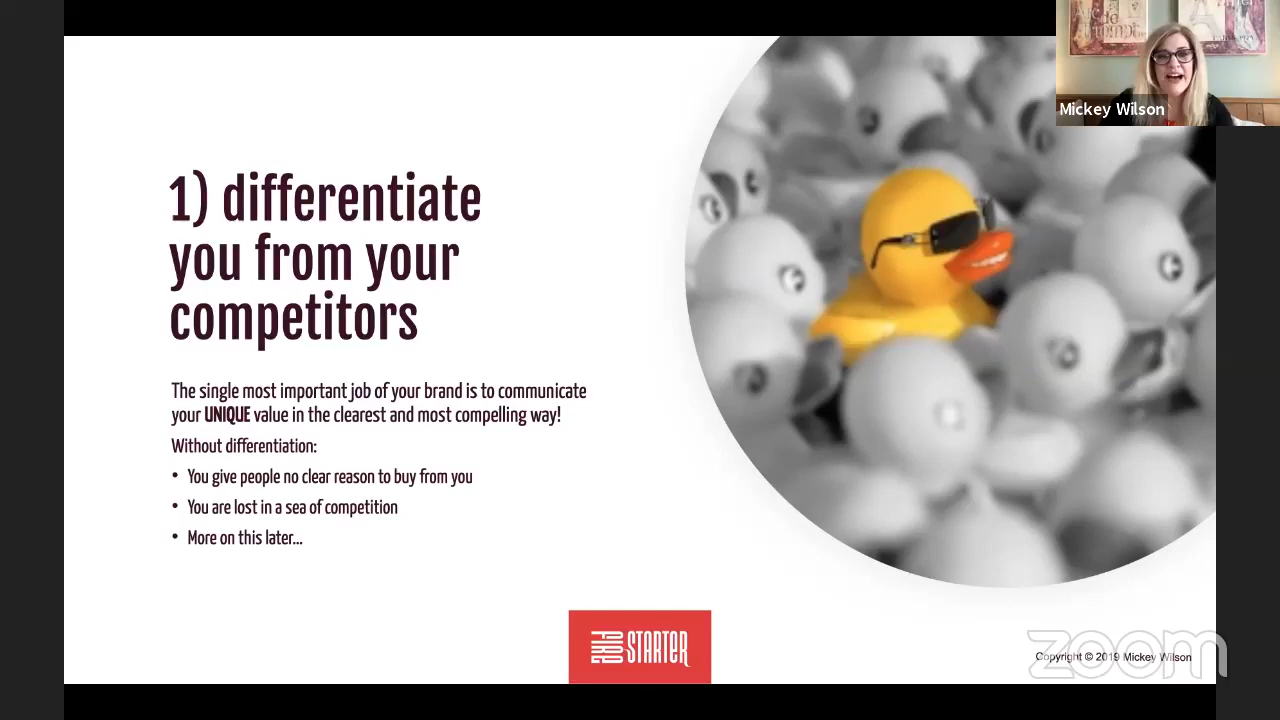 Mickey Wilson
1) differentiate
you from your
competitors
The single most important job of your brand is to communicate
your UNIQUE value in the clearest and most compelling way!
Without differentiation:
• You give people no clear reason to buy from you
• You are lost in a sea of competition
• More on this later...
FIRE STARTER
Copyright © 2019 Mickey Wilson
zoom